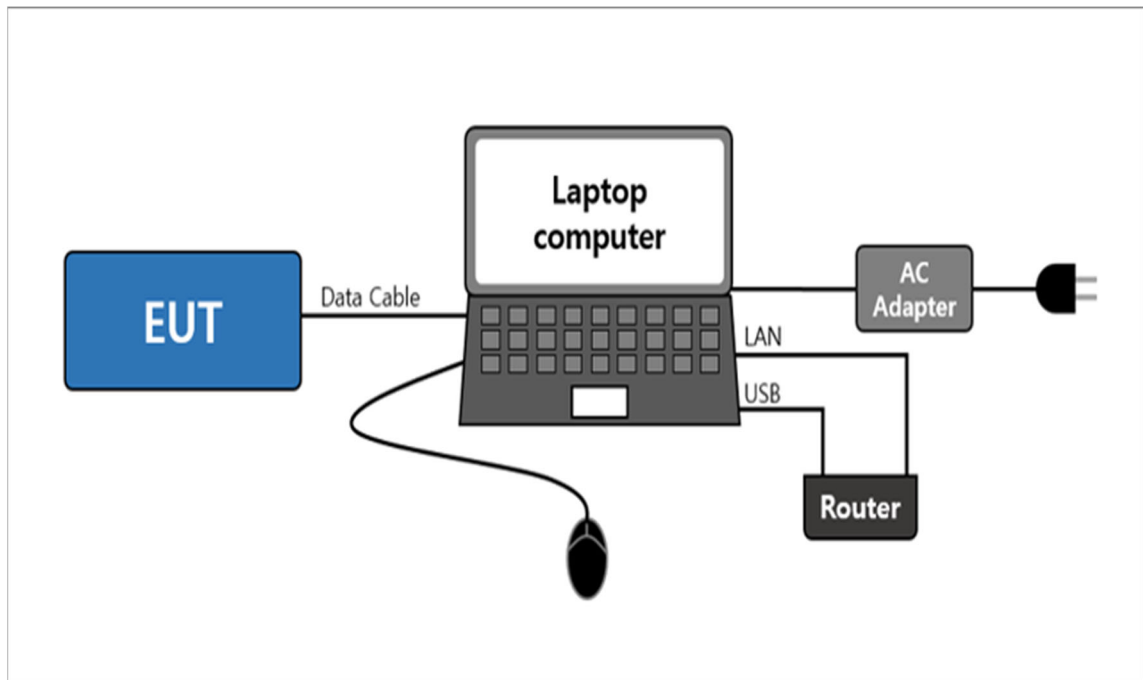 Laptop
computer
EUT
Data Cable
AC
Adapter
LAN
USB
Router